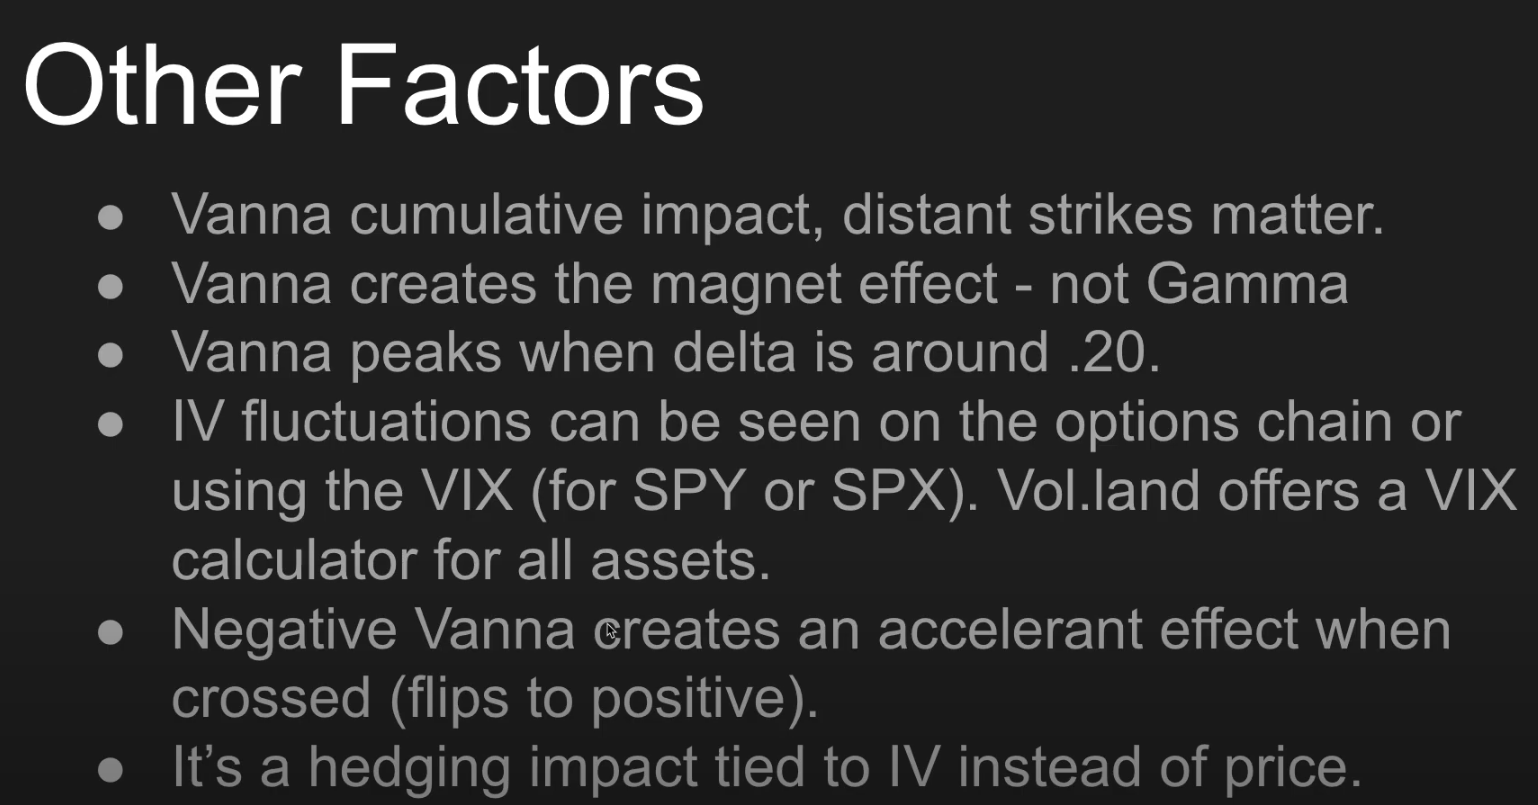 Other Factors
● Vanna cumulative impact, distant strikes matter.
● Vanna creates the magnet effect - not Gamma
● Vanna peaks when delta is around .20.
● IV fluctuations can be seen on the options chain or
using the VIX (for SPY or SPX). Vol.land offers a VIX
calculator for all assets.
● Negative Vanna creates an accelerant effect when
crossed (flips to positive).
● It’s a hedging impact tied to IV instead of price.